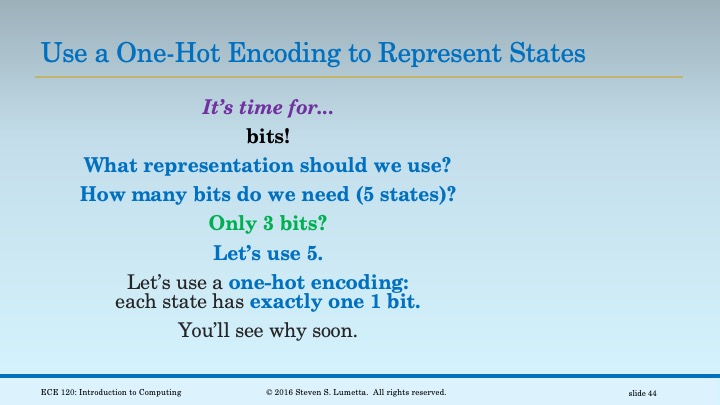 Use a One-Hot Encoding to Represent States
It's time for...
bits!
What representation should we use?
How many bits do we need (5 states)?
Only 3 bits?
Let's use 5.
Let's use a one-hot encoding:
each state has exactly one 1 bit.
You'll see why soon.
ECE 120: Introduction to Computing
© 2016 Steven S. Lumetta. All rights reserved.
slide 44